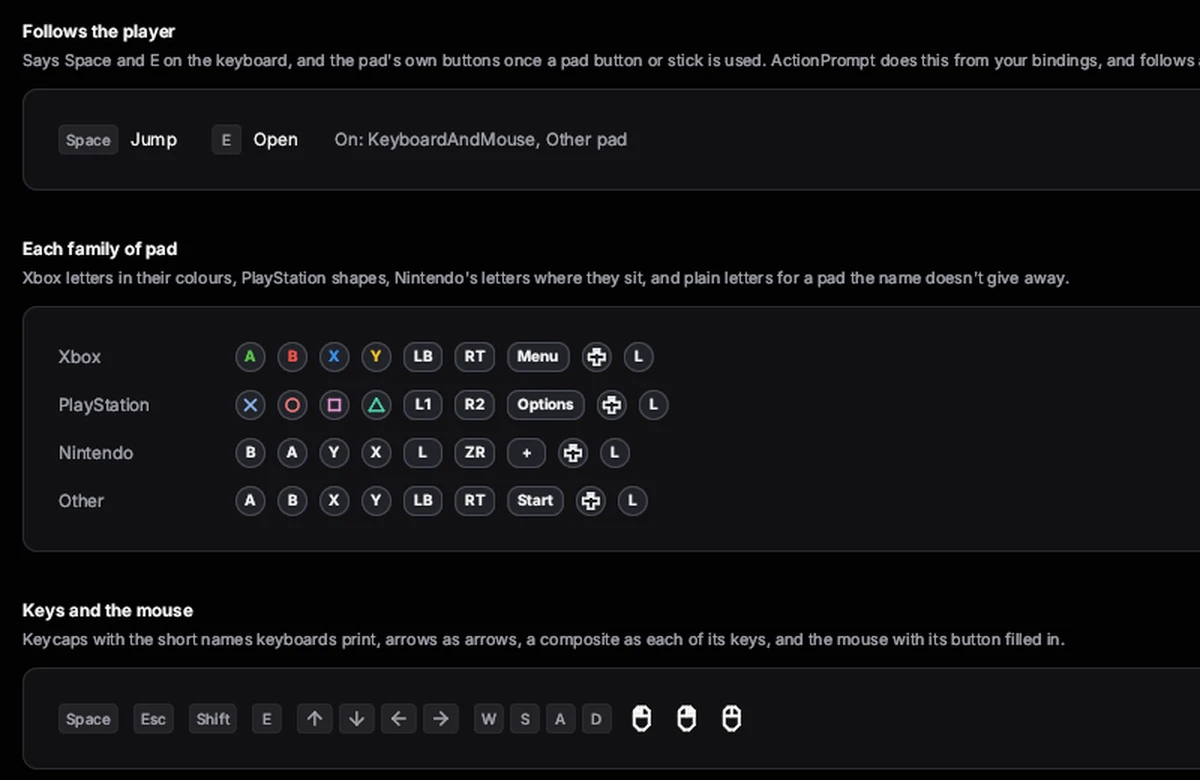 Follows the player
Says Space and E on the keyboard, and the pad's own buttons once a pad button or stick is used. ActionPrompt does this from your bindings, and follows
Space Jump E Open On: KeyboardAndMouse, Other pad
Each family of pad
Xbox letters in their colours, PlayStation shapes, Nintendo's letters where they sit, and plain letters for a pad the name doesn't give away.
Xbox A B X Y LB RT Menu L
PlayStation L1 R2 Options L
Nintendo B A Y X L ZR + L
Other A B X Y LB RT Start L
Keys and the mouse
Keycaps with the short names keyboards print, arrows as arrows, a composite as each of its keys, and the mouse with its button filled in.
Space Esc Shift E ↑ ↓ ← → W S A D